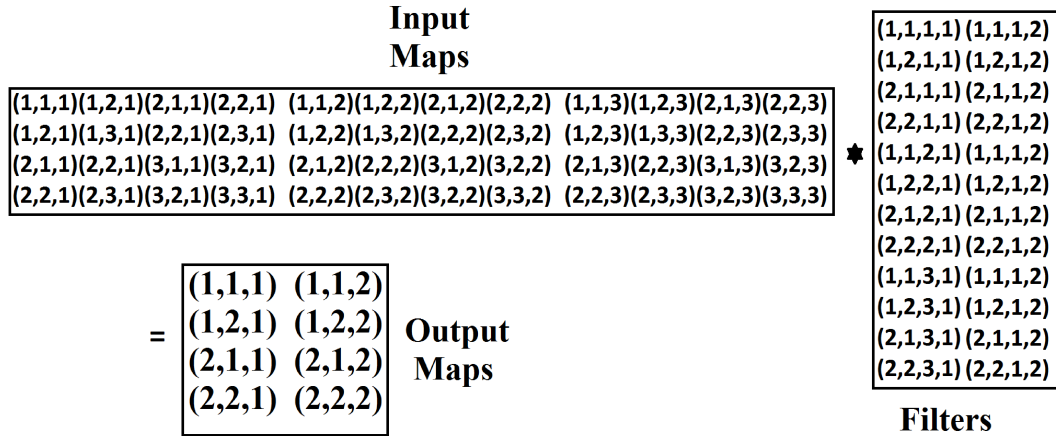 Input
Maps
(1,1,1)(1,2,1)(2,1,1)(2,2,1) (1,1,2)(1,2,2)(2,1,2)(2,2,2) (1,1,3)(1,2,3)(2,1,3)(2,2,3)
(1,2,1)(1,3,1)(2,2,1)(2,3,1) (1,2,2)(1,3,2)(2,2,2)(2,3,2) (1,2,3)(1,3,3)(2,2,3)(2,3,3)
(2,1,1)(2,2,1)(3,1,1)(3,2,1) (2,1,2)(2,2,2)(3,1,2)(3,2,2) (2,1,3)(2,2,3)(3,1,3)(3,2,3)
(2,2,1)(2,3,1)(3,2,1)(3,3,1) (2,2,2)(2,3,2)(3,2,2)(3,3,2) (2,2,3)(2,3,3)(3,2,3)(3,3,3)
*
(1,1,1,1) (1,1,1,2)
(1,2,1,1) (1,2,1,2)
(2,1,1,1) (2,1,1,2)
(2,2,1,1) (2,2,1,2)
(1,1,2,1) (1,1,1,2)
(1,2,2,1) (1,2,1,2)
(2,1,2,1) (2,1,1,2)
(2,2,2,1) (2,2,1,2)
(1,1,3,1) (1,1,1,2)
(1,2,3,1) (1,2,1,2)
(2,1,3,1) (2,1,1,2)
(2,2,3,1) (2,2,1,2)
Filters
=
(1,1,1) (1,1,2)
(1,2,1) (1,2,2)
(2,1,1) (2,1,2)
(2,2,1) (2,2,2)
Output
Maps